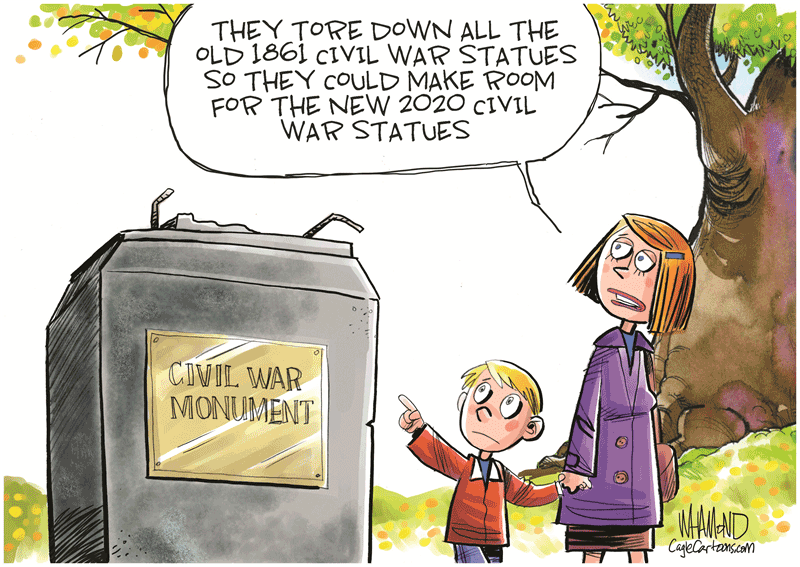 THEY TORE DOWN ALL THE
OLD 1861 CIVIL WAR STATUES
SO THEY COULD MAKE ROOM
FOR THE NEW 2020 CIVIL
WAR STATUES
CIVIL WAR
MONUMENT
WHAMOND
CagleCartoons.com